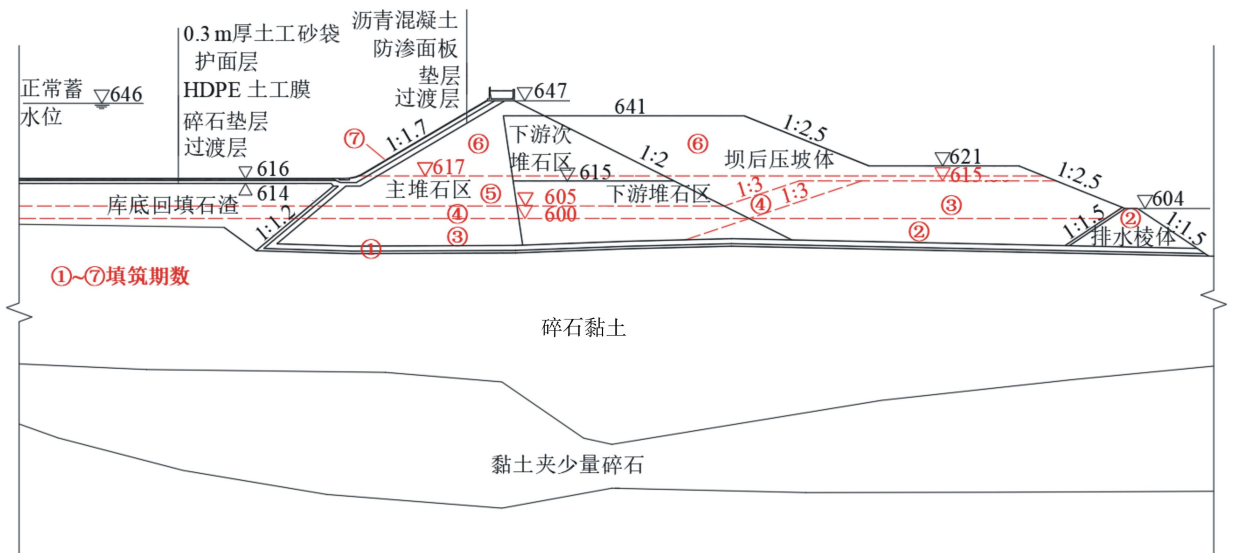 正常蓄
水位
▽646
0.3 m厚土工砂袋
护面层
HDPE 土工膜
碎石垫层
过渡层
沥青混凝土
防渗面板
垫层
过渡层
▽647
641
1:2.5
⑦
1:1.7
⑥
下游次
堆石区
1:2
⑥
坝后压坡体
▽616
614
▽617
▽615
▽621
▽615
1:2.5
库底回填石渣
主堆石区
⑤
▽605
下游堆石区
1:3
④
1:3
③
▽604
1:1.2
④
▽600
③
①
②
1:1.5
②
1:1.5
排水棱体
①~⑦填筑期数
碎石黏土
黏土夹少量碎石